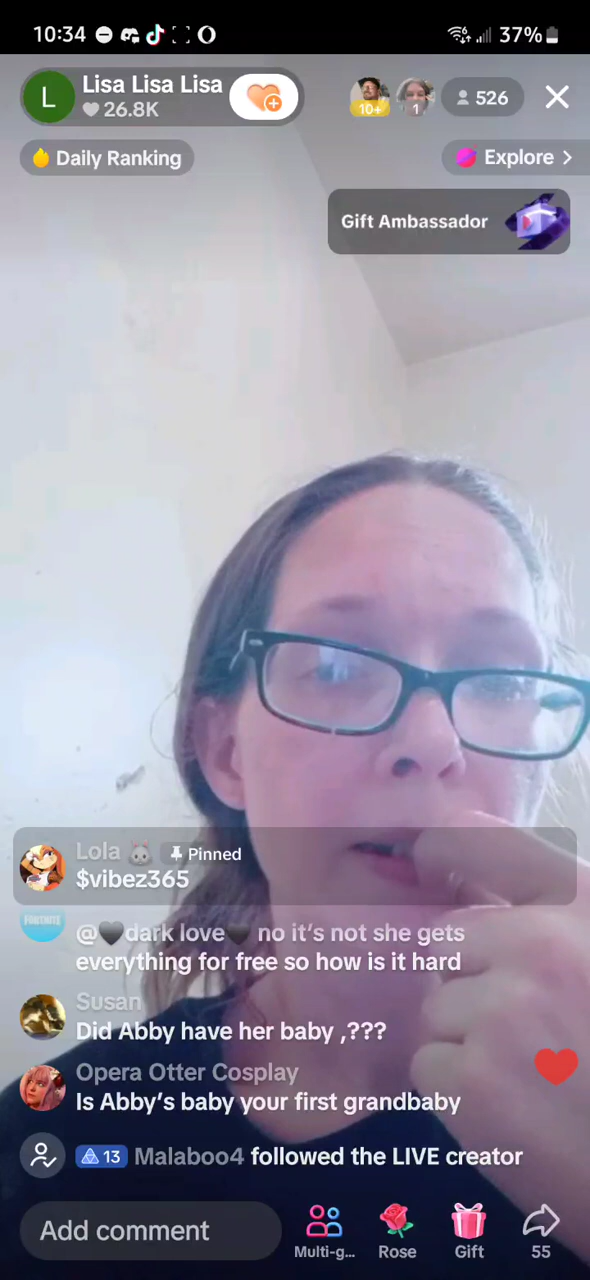 10:34
37%
L
Lisa Lisa Lisa
26.8K
10+
1
526
Daily Ranking
Explore
Gift Ambassador
Lola 🐰 Pinned
$vibez365
FORTNITE
@🖤dark love🖤 no it's not she gets
everything for free so how is it hard
Susan
Did Abby have her baby ,???
Opera Otter Cosplay
Is Abby's baby your first grandbaby
13 Malaboo4 followed the LIVE creator
Add comment
Multi-g...
Rose
Gift
55